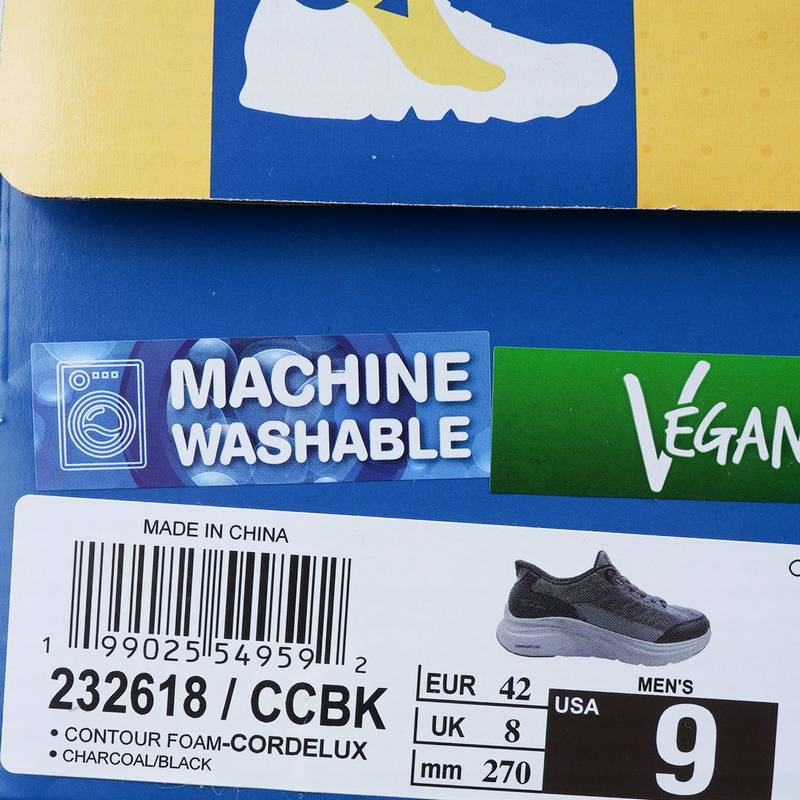 MACHINE
WASHABLE
VEGAN
MADE IN CHINA
1 99025 54959 2
232618 / CCBK
• CONTOUR FOAM-CORDELUX
• CHARCOAL/BLACK
EUR 42
UK 8
mm 270
MEN'S
USA 9